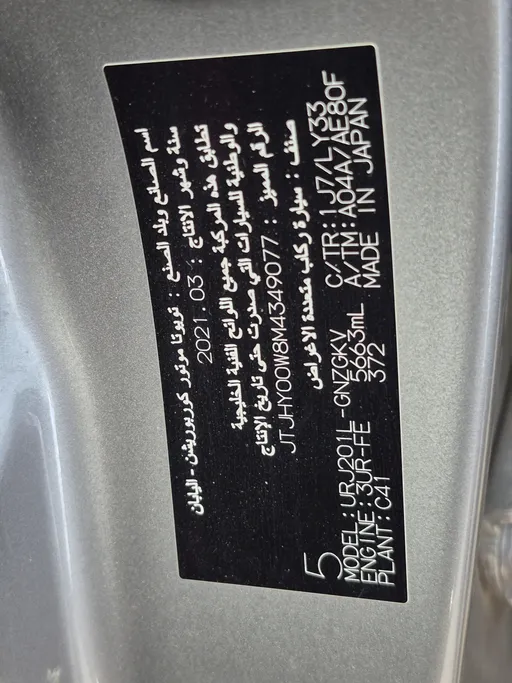 اسم الصانع وبلد الصنع : تويوتا موتور كوربوريشن - اليابان
سنة وشهر الانتاج : 2021.03
تطابق هذه المركبة جميع اللوائح الفنية الخليجية
والوطنية للسيارات التي صدرت حتى تاريخ الإنتاج
الرقم المميز : JTJHY00W8M4349077
صنف : سيارة ركاب متعددة الاغراض
5
MODEL:URJ201L-GNZGKV C/TR:1J7/LY33
ENGINE:3UR-FE 5663mL A/TM:A04A/AE80F
PLANT:C41 372 MADE IN JAPAN